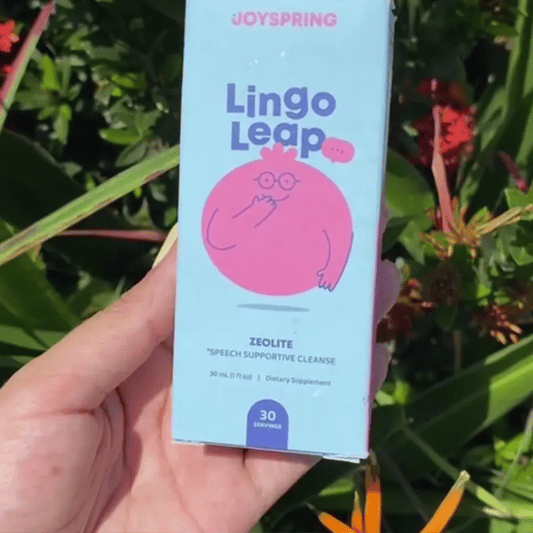 JOYSPRING
Lingo
Leap
ZEOLITE
*SPEECH SUPPORTIVE CLEANSE
30 mL (1 fl oz) | Dietary Supplement
30
SERVINGS